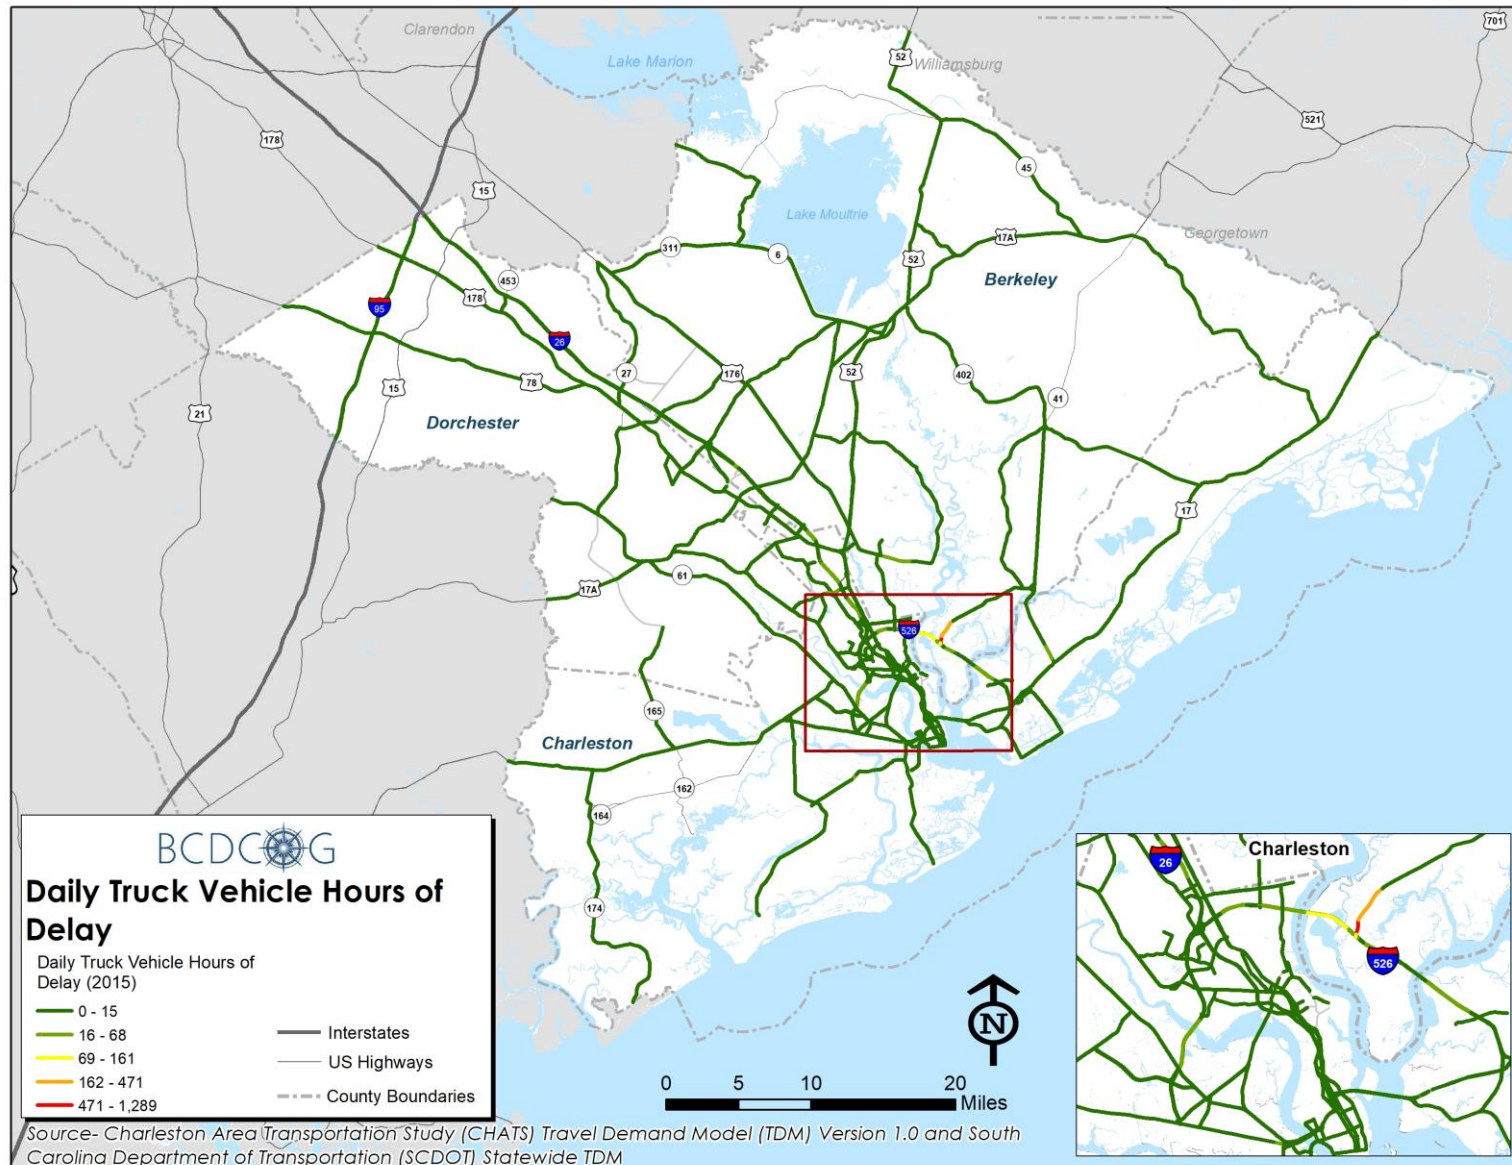 Clarendon
701
Lake Marion
52
Williamsburg
521
178
45
15
Lake Moultrie
17A
Georgetown
311
6
52
453
Berkeley
178
95
26
27
176
52
402
78
15
41
21
Dorchester
17
61
17A
526
165
Charleston
162
164
174
BCDCOG
Daily Truck Vehicle Hours of
Delay
Daily Truck Vehicle Hours of
Delay (2015)
0 - 15
16 - 68
69 - 161
162 - 471
471 - 1,289
Interstates
US Highways
County Boundaries
N
0 5 10 20
Miles
Charleston
26
526
Source- Charleston Area Transportation Study (CHATS) Travel Demand Model (TDM) Version 1.0 and South
Carolina Department of Transportation (SCDOT) Statewide TDM